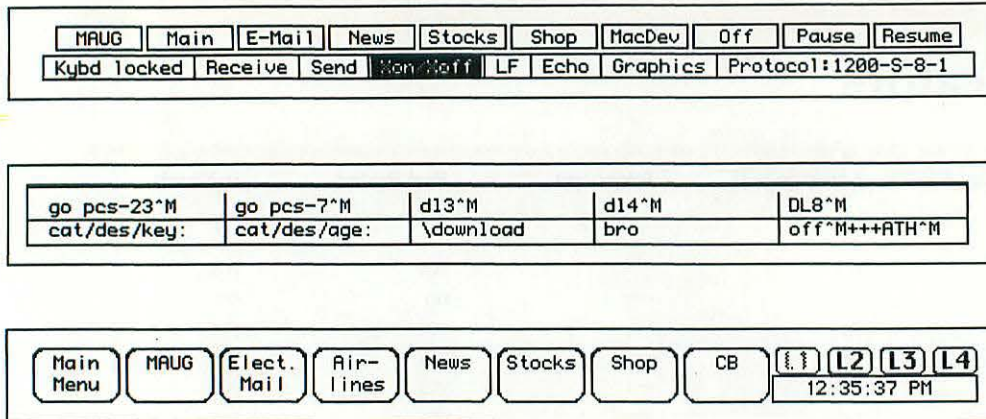 MAUG Main E-Mail News Stocks Shop MacDev Off Pause Resume
Kybd locked Receive Send Xon/Xoff LF Echo Graphics Protocol:1200-S-8-1
go pcs-23^M go pcs-7^M dl3^M dl4^M DL8^M
cat/des/key: cat/des/age: \download bro off^M+++ATH^M
Main Menu MAUG Elect. Mail Air-lines News Stocks Shop CB L1 L2 L3 L4
12:35:37 PM